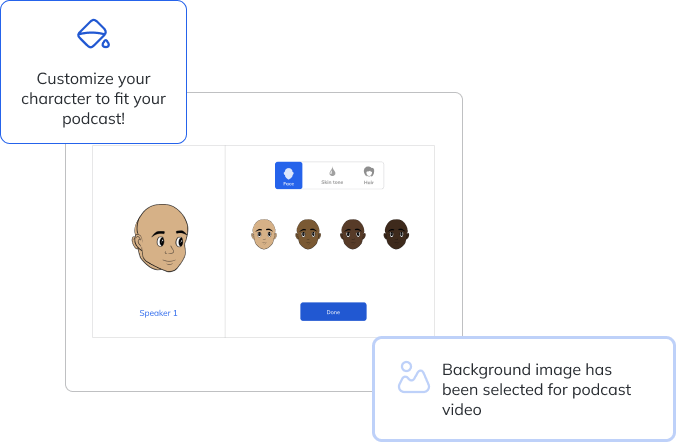 Customize your
character to fit your
podcast!
Face
Skin tone
Hair
Speaker 1
Done
Background image has
been selected for podcast
video